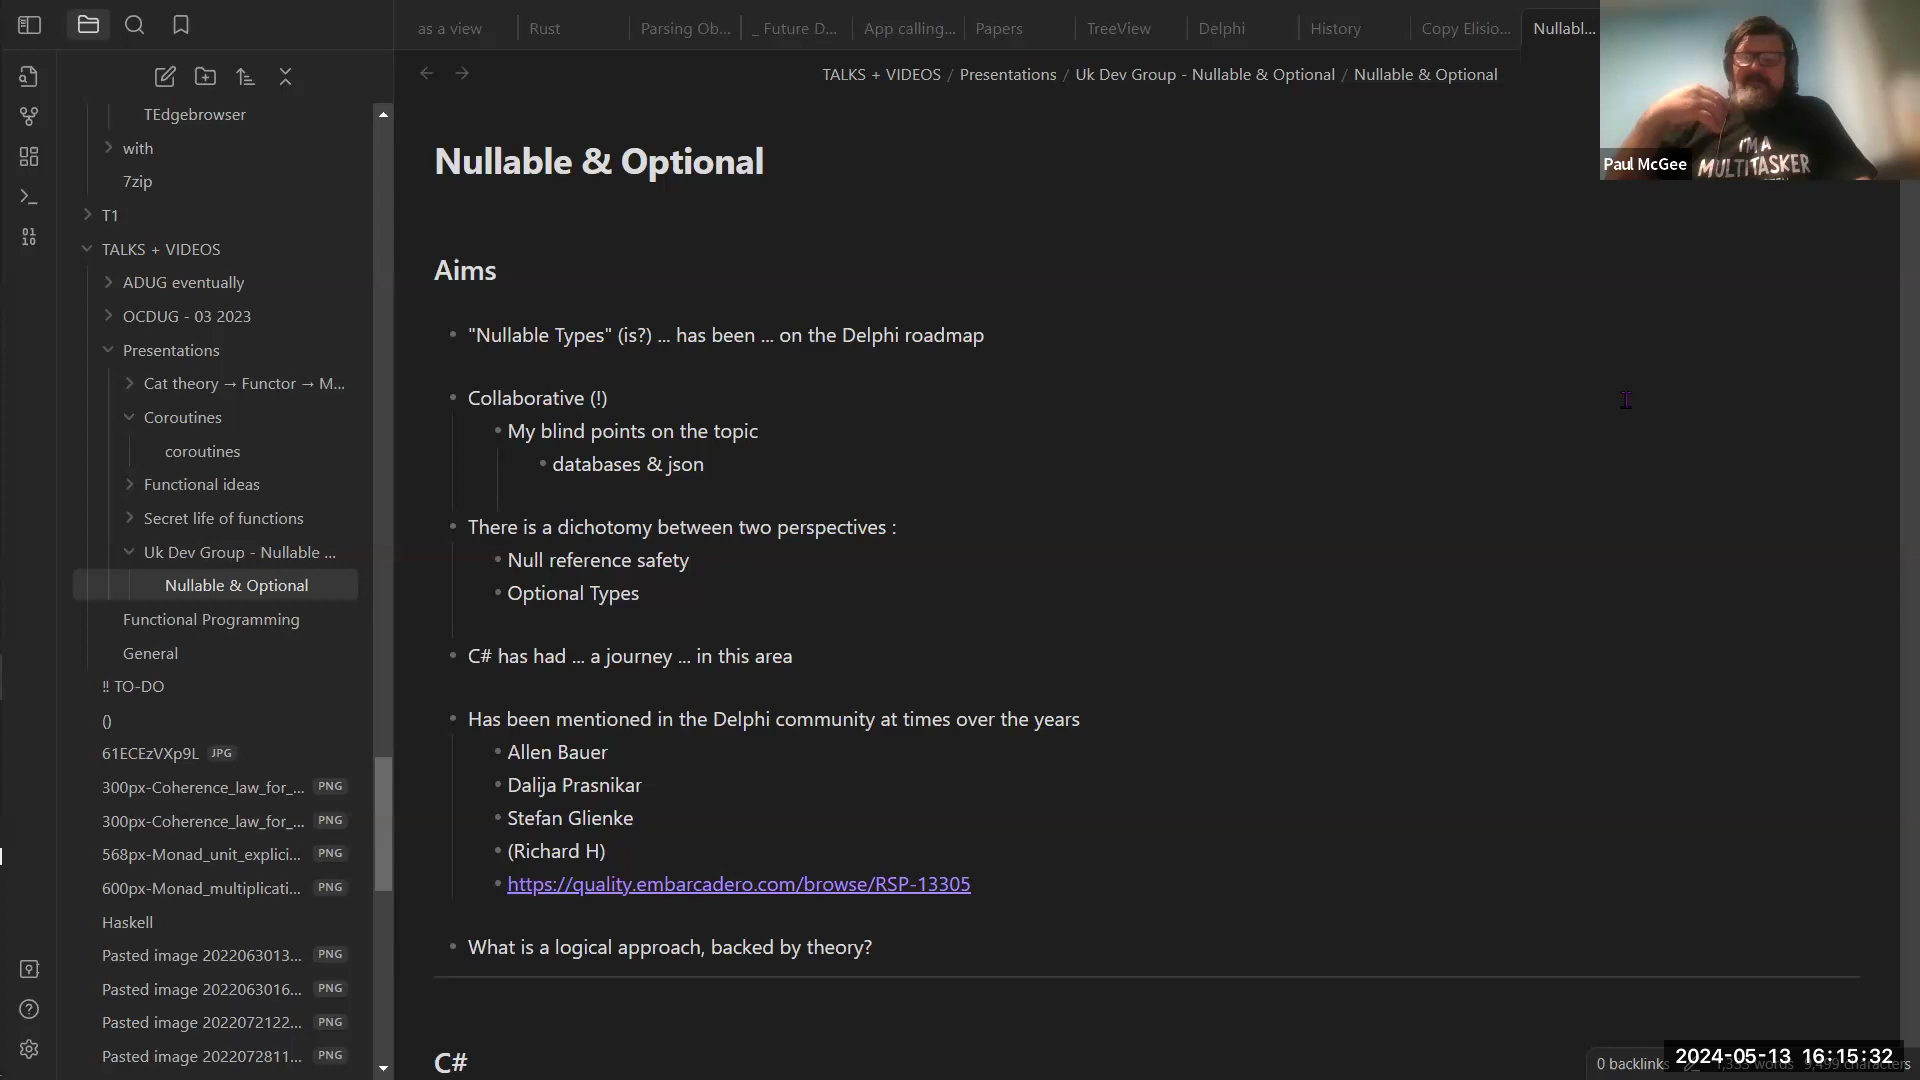 as a view
Rust
Parsing Ob...
_ Future D...
App calling...
Papers
TreeView
Delphi
History
Copy Elisio...
Nullabl...
TALKS + VIDEOS / Presentations / Uk Dev Group - Nullable & Optional / Nullable & Optional
I'M A
MULTITASKER
Paul McGee
TEdgebrowser
with
7zip
T1
TALKS + VIDEOS
ADUG eventually
OCDUG - 03 2023
Presentations
Cat theory → Functor → M...
Coroutines
coroutines
Functional ideas
Secret life of functions
Uk Dev Group - Nullable ...
Nullable & Optional
Functional Programming
General
!! TO-DO
()
61ECEzVXp9L JPG
300px-Coherence_law_for_... PNG
300px-Coherence_law_for_... PNG
568px-Monad_unit_explici... PNG
600px-Monad_multiplicati... PNG
Haskell
Pasted image 2022063013... PNG
Pasted image 2022063016... PNG
Pasted image 2022072122... PNG
Pasted image 2022072811... PNG
Nullable & Optional
Aims
"Nullable Types" (is?) ... has been ... on the Delphi roadmap
Collaborative (!)
My blind points on the topic
databases & json
There is a dichotomy between two perspectives :
Null reference safety
Optional Types
C# has had ... a journey ... in this area
Has been mentioned in the Delphi community at times over the years
Allen Bauer
Dalija Prasnikar
Stefan Glienke
(Richard H)
https://quality.embarcadero.com/browse/RSP-13305
What is a logical approach, backed by theory?
C#
0 backlinks
2024-05-13 16:15:32